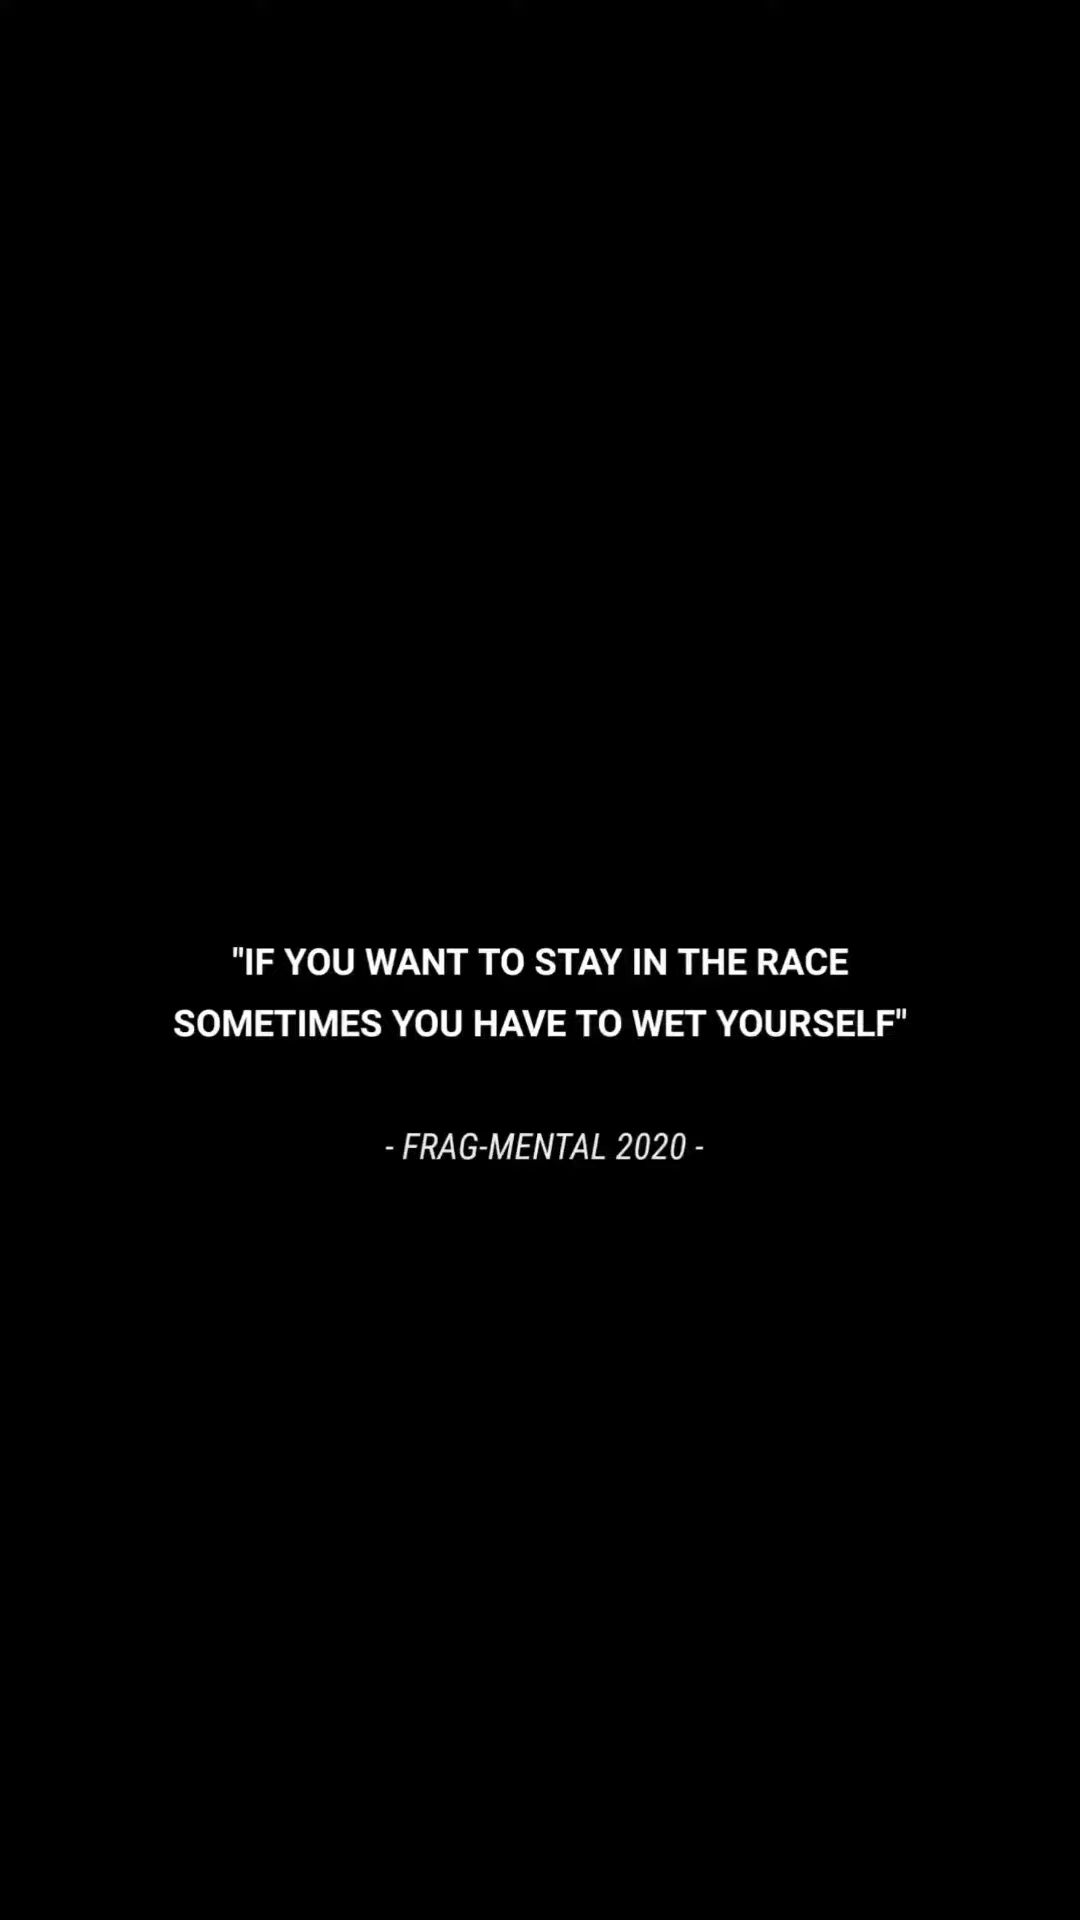 "IF YOU WANT TO STAY IN THE RACE
SOMETIMES YOU HAVE TO WET YOURSELF"
- FRAG-MENTAL 2020 -